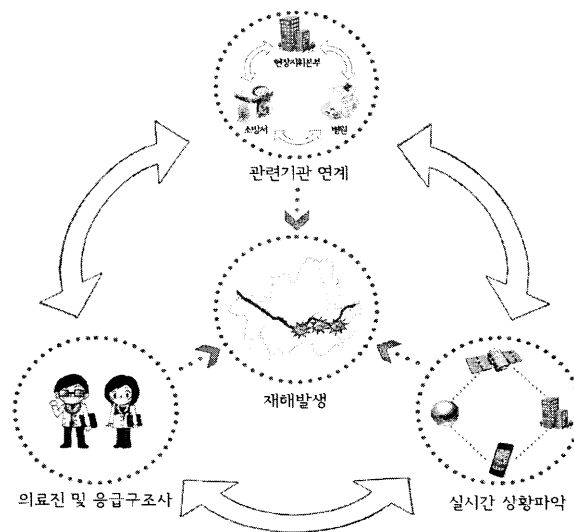 현장지휘본부
소방서
병원
관련기관 연계
재해발생
의료진 및 응급구조사
실시간 상황파악